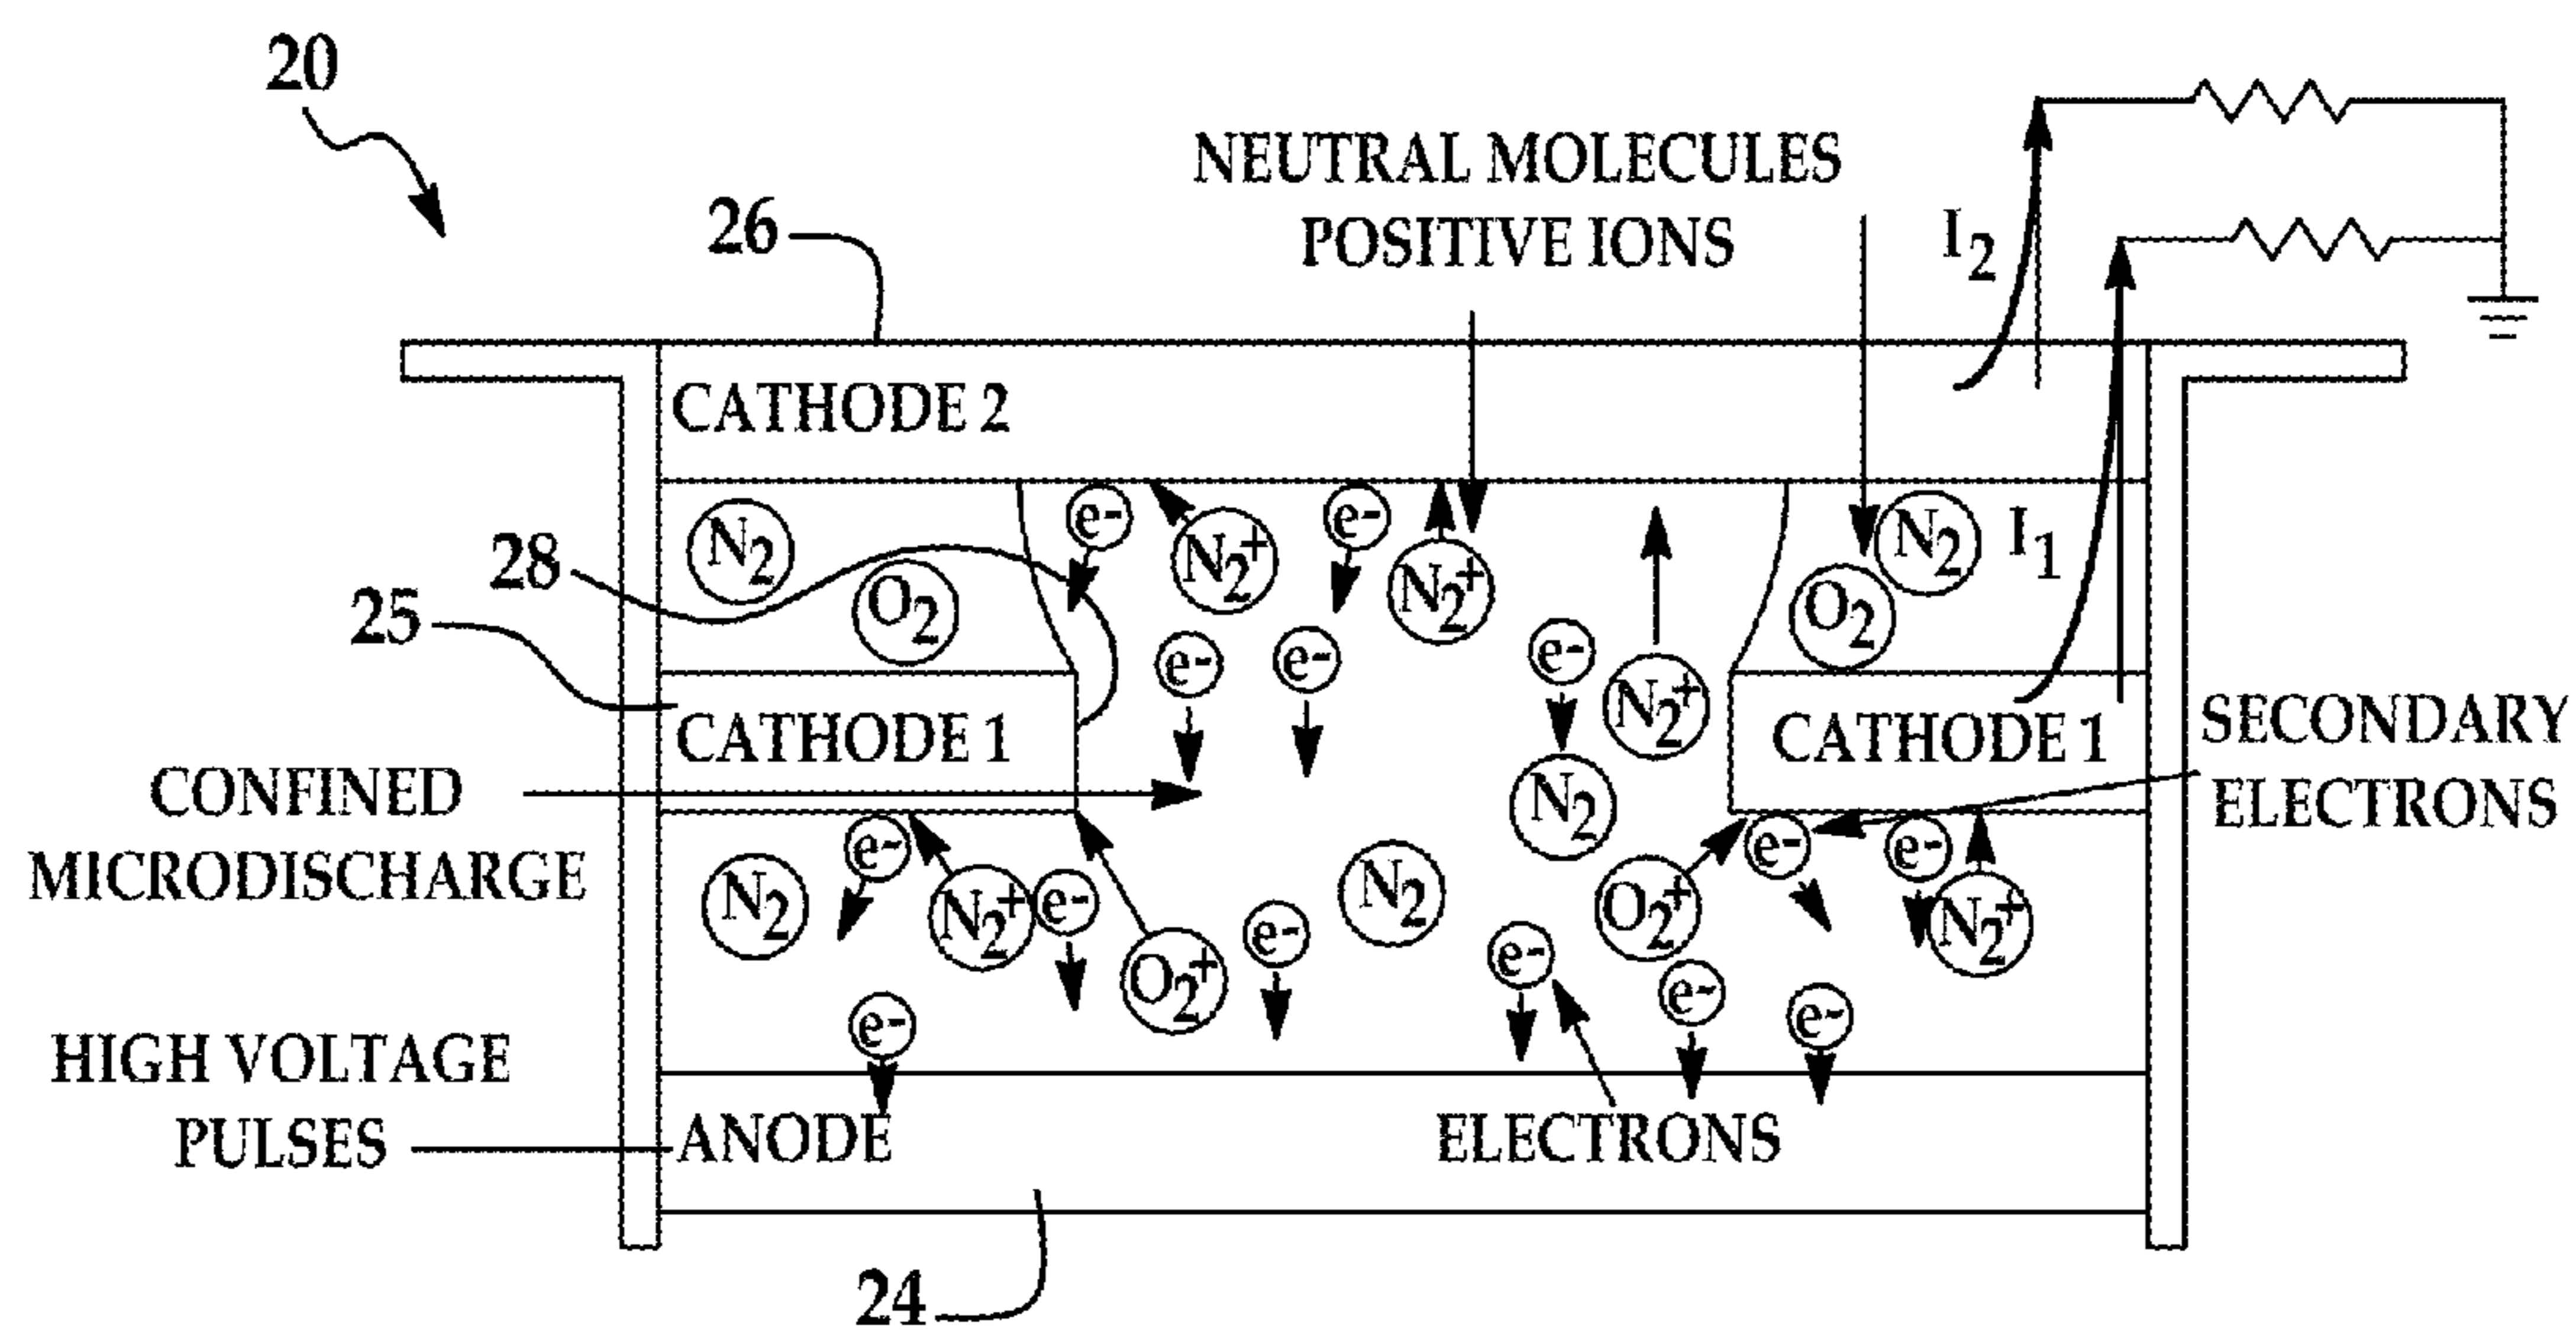 20
NEUTRAL MOLECULES
POSITIVE IONS
26
I2
CATHODE 2
e-
N2+
e-
N2+
N2
O2
N2
O2
I1
28
25
e-
e-
e-
N2+
CATHODE 1
CATHODE 1
SECONDARY
ELECTRONS
CONFINED
MICRODISCHARGE
N2
e-
N2
N2+
e-
O2+
e-
N2
e-
O2+
e-
e-
e-
N2+
e-
e-
HIGH VOLTAGE
PULSES
ANODE
ELECTRONS
24